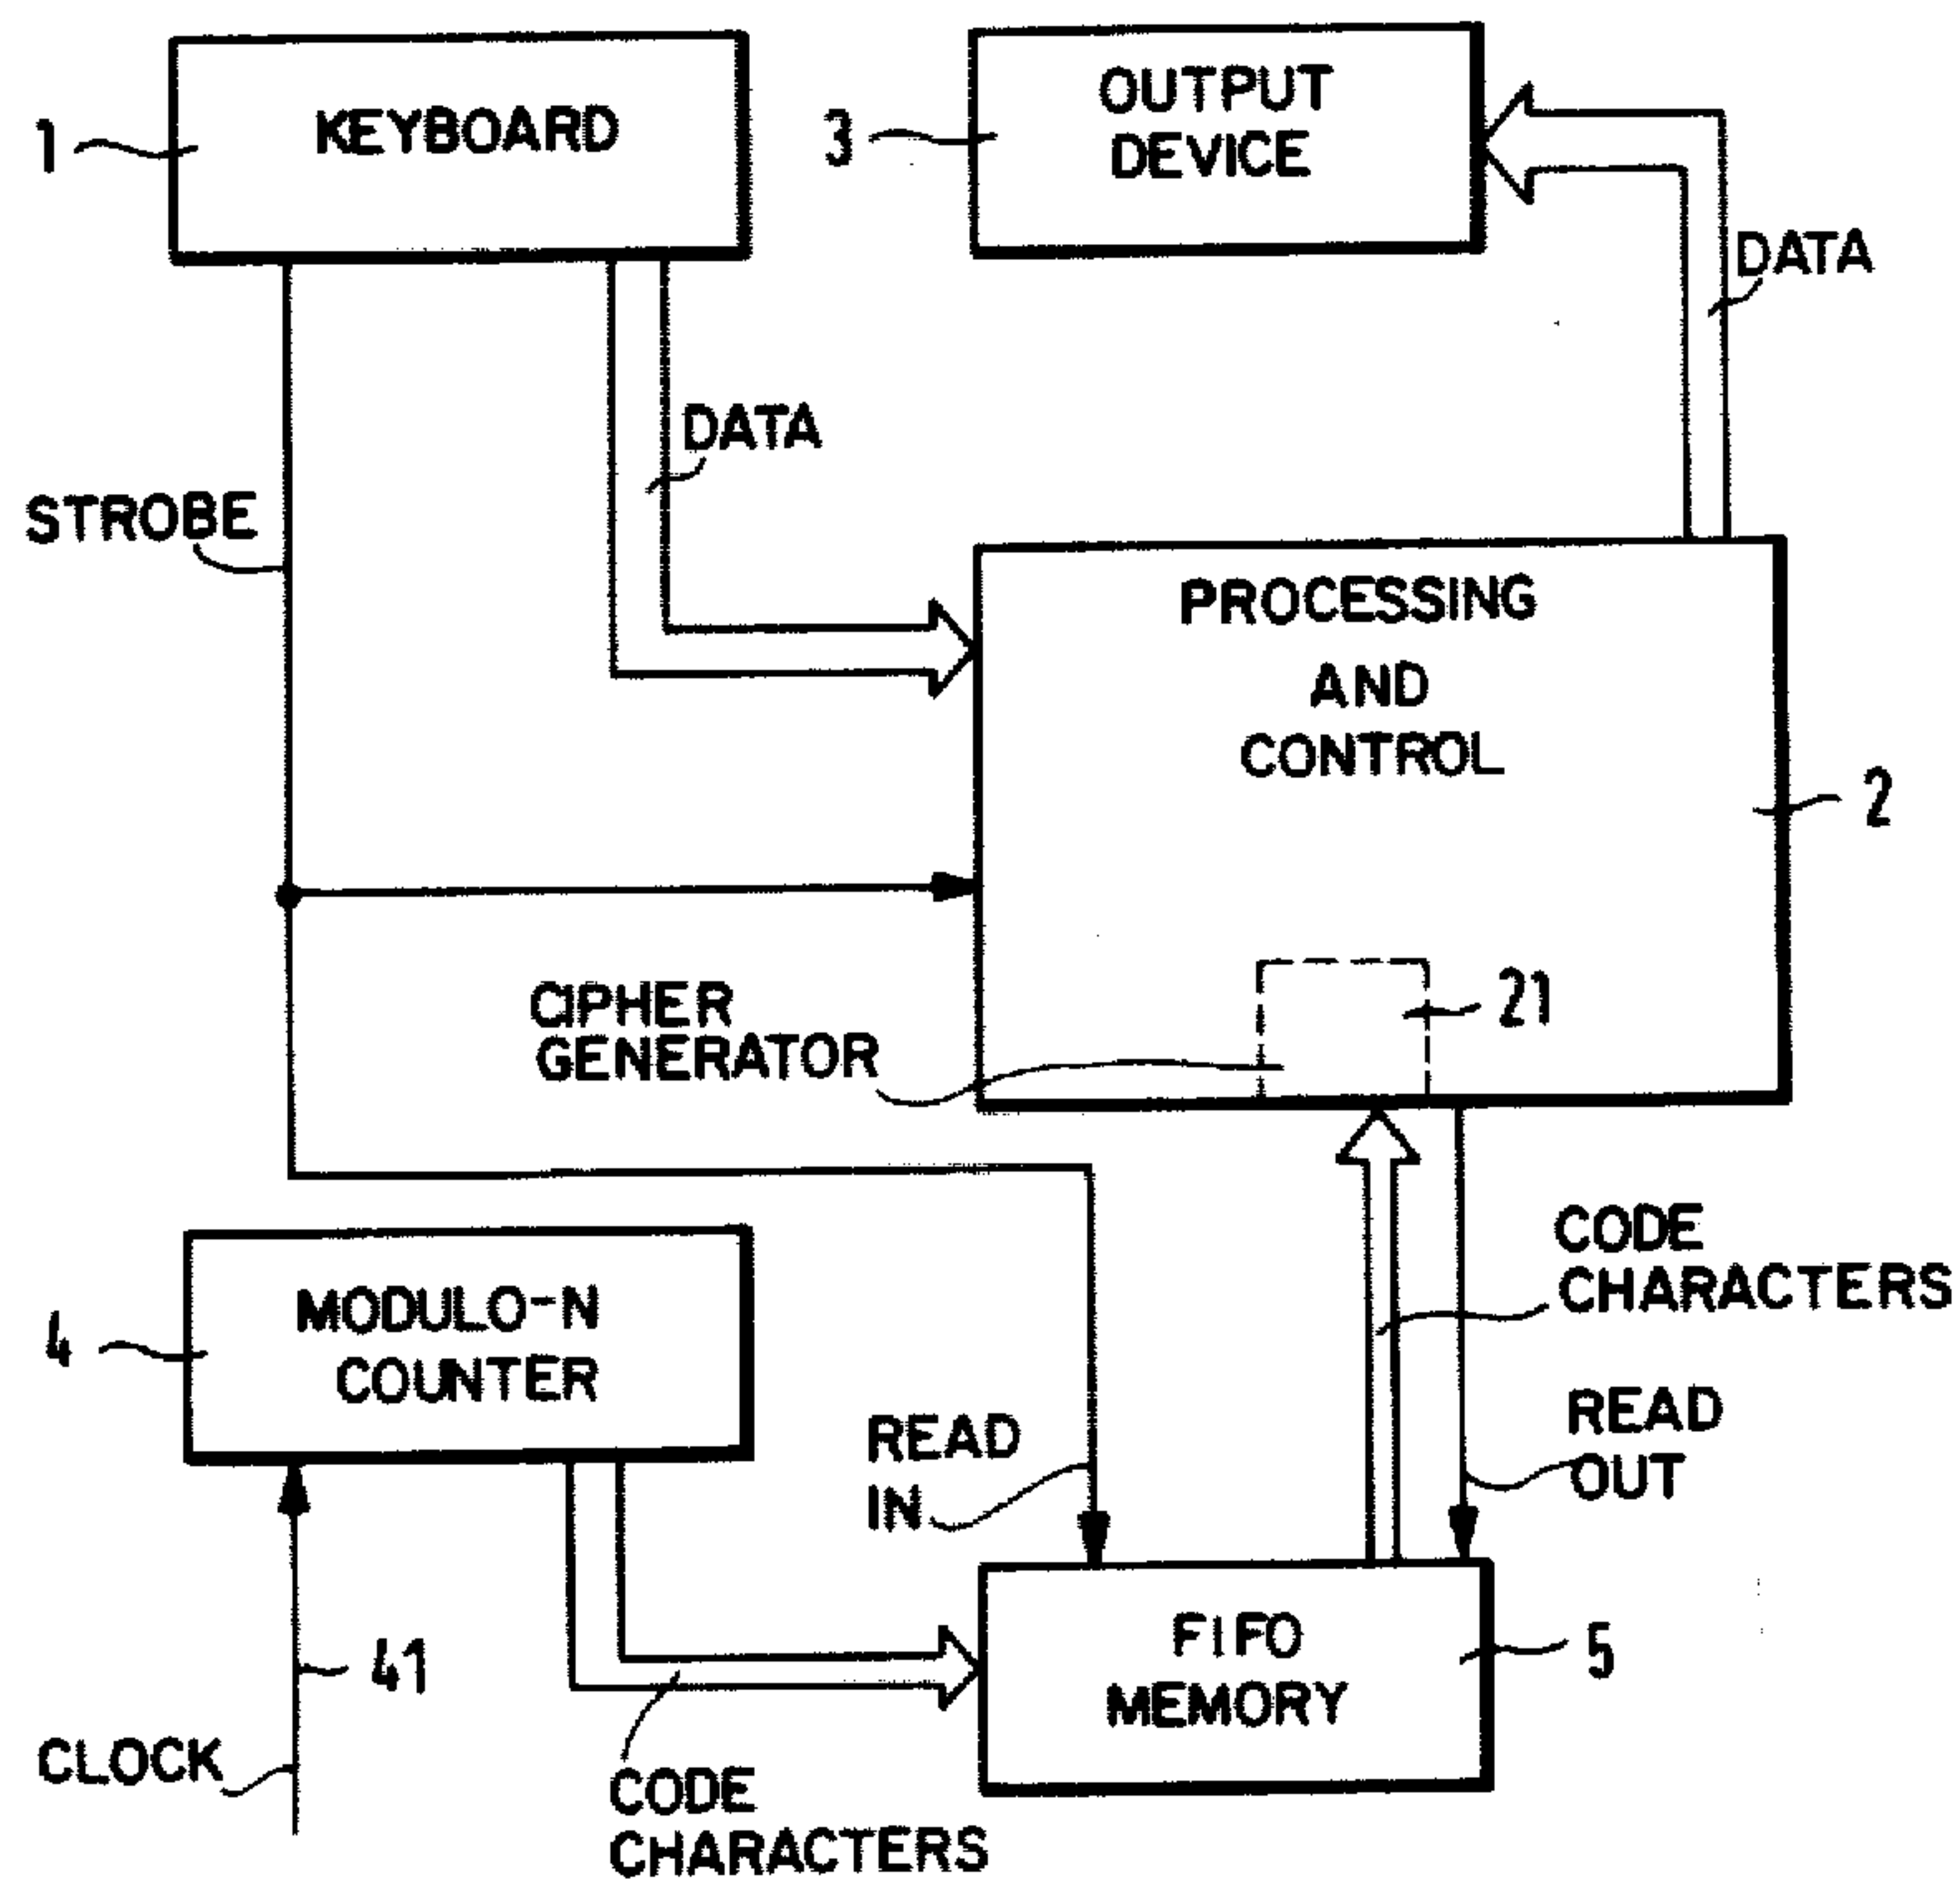 1
KEYBOARD
3
OUTPUT
DEVICE
DATA
DATA
STROBE
PROCESSING
AND
CONTROL
2
CIPHER
GENERATOR
21
CODE
CHARACTERS
4
MODULO-N
COUNTER
READ
IN
READ
OUT
41
CLOCK
FIFO
MEMORY
5
CODE
CHARACTERS